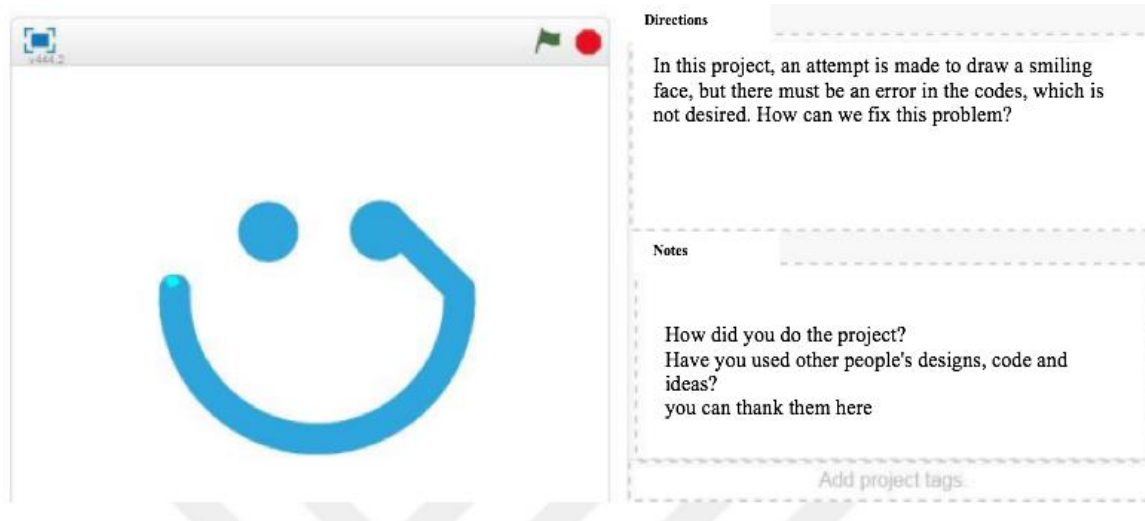 v444.2
Directions
In this project, an attempt is made to draw a smiling
face, but there must be an error in the codes, which is
not desired. How can we fix this problem?
Notes
How did you do the project?
Have you used other people's designs, code and
ideas?
you can thank them here
Add project tags.